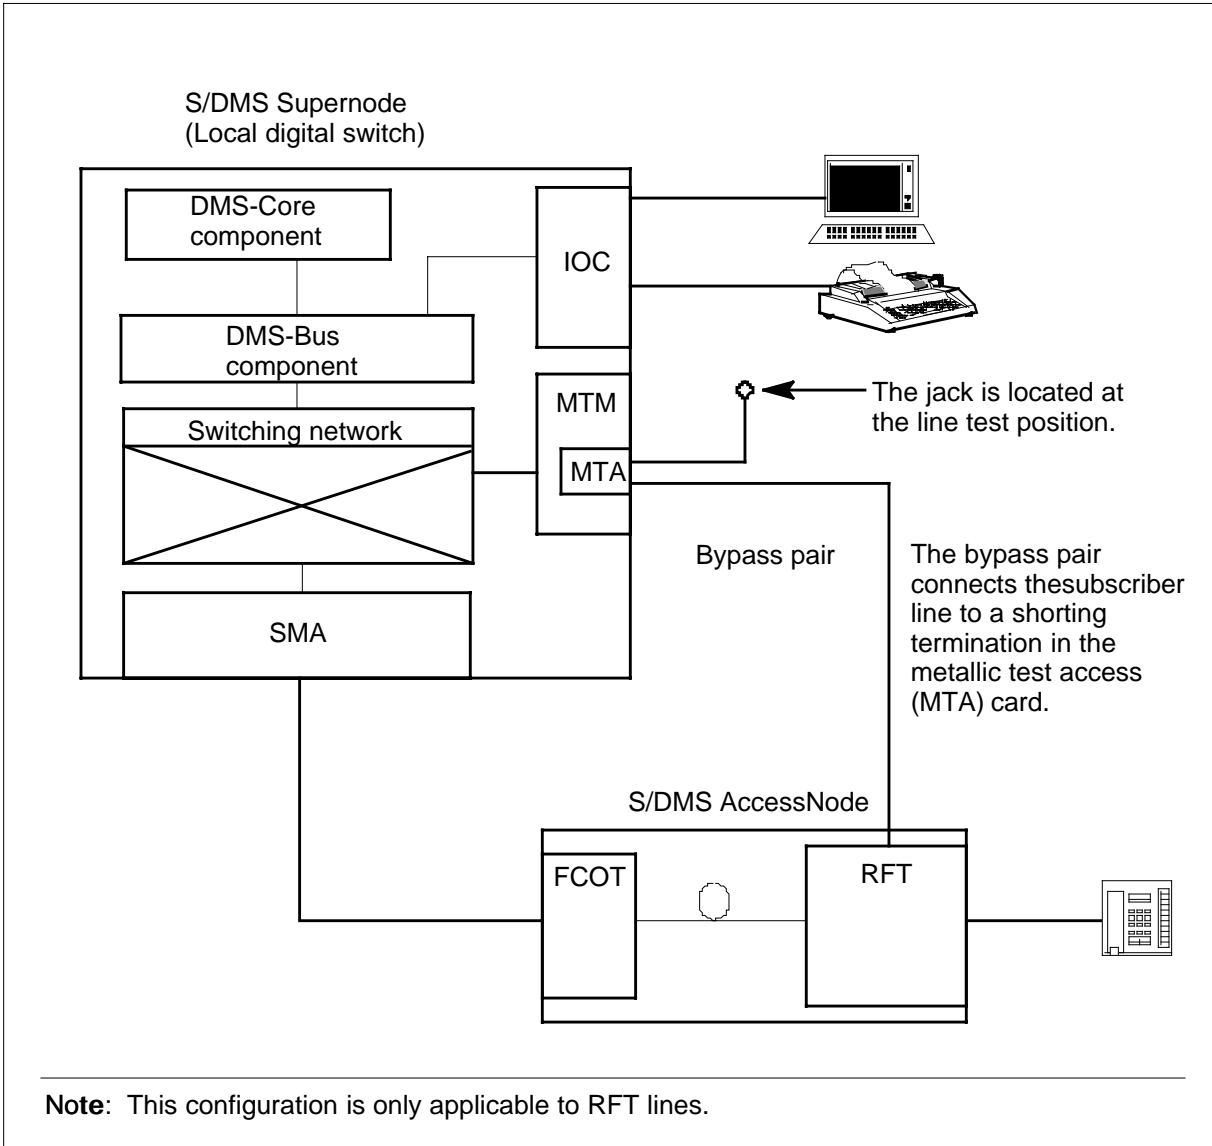 S/DMS Supernode
(Local digital switch)
DMS-Core
component
IOC
DMS-Bus
component
MTM
The jack is located at
the line test position.
Switching network
MTA
Bypass pair
The bypass pair
connects thesubscriber
line to a shorting
termination in the
metallic test access
(MTA) card.
SMA
S/DMS AccessNode
FCOT
RFT
Note:  This configuration is only applicable to RFT lines.